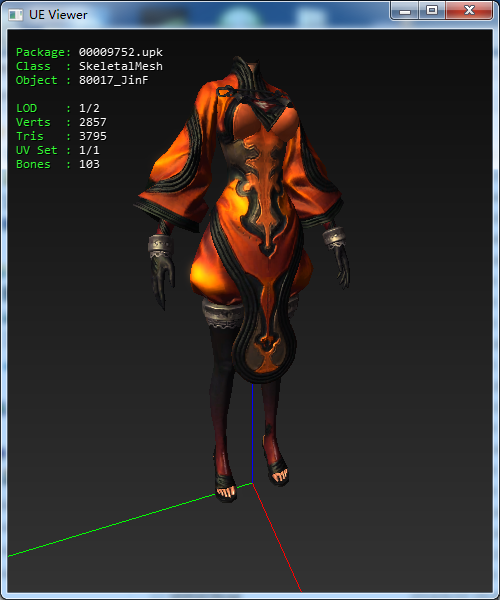 UE Viewer
Package: 00009752.upk
Class : SkeletalMesh
Object : 80017_JinF
LOD : 1/2
Verts : 2857
Tris : 3795
UV Set : 1/1
Bones : 103